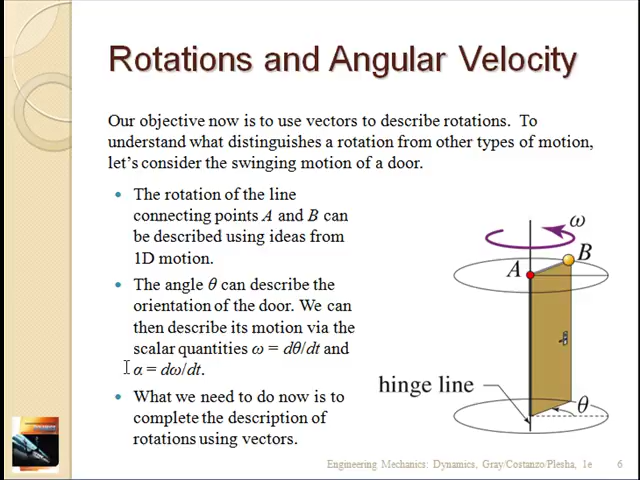 Rotations and Angular Velocity
Our objective now is to use vectors to describe rotations. To
understand what distinguishes a rotation from other types of motion,
let's consider the swinging motion of a door.
• The rotation of the line
connecting points A and B can
be described using ideas from
1D motion.
• The angle θ can describe the
orientation of the door. We can
then describe its motion via the
scalar quantities ω = dθ/dt and
α = dω/dt.
• What we need to do now is to
complete the description of
rotations using vectors.
ω
B
A
hinge line
θ
Engineering Mechanics: Dynamics, Gray/Costanzo/Plesha, 1e
6